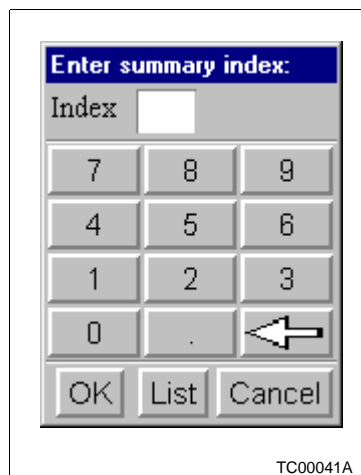 Enter summary index:
Index
7 8 9
4 5 6
1 2 3
0 .
OK List Cancel
TC00041A